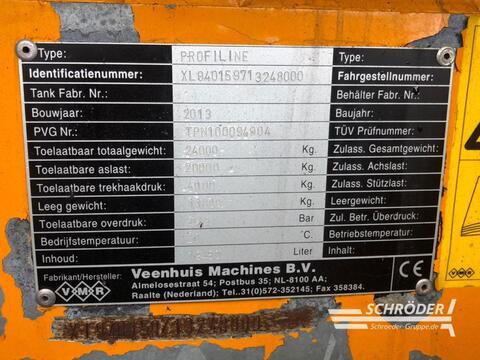 Type: PROFILINE Type:
Identificationnummer: XL840159713248000 Fahrgestellnummer:
Tank Fabr. Nr.: Behälter Fabr. Nr.:
Bouwjaar: 2013 Baujahr:
PVG Nr.: TPN100094904 TÜV Prüfnummer:
Toelaatbaar totaalgewicht: 24000 Kg. Zulass. Gesamtgewicht:
Toelaatbare aslast: 20000 Kg. Zulass. Achslast:
Toelaatbare trekhaakdruk: 4000 Kg. Zulass. Stützlast:
Leeg gewicht: Kg. Leergewicht:
Toelaatbare overdruk: Bar Zul. Betr. Überdruck:
Bedrijfstemperatuur: °C Betriebstemperatur:
Inhoud: Liter Inhalt:
Fabrikant/Hersteller:
VMR
Veenhuis Machines B.V.
Almelosestraat 54; Postbus 35; NL-8100 AA;
Raalte (Nederland); Tel..31(0)572-352145; Fax 358384.
CE
SCHRÖDER
Schroeder-Gruppe.de